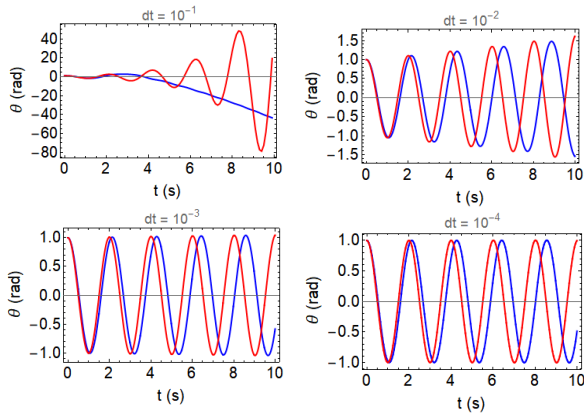 dt = 10⁻¹
dt = 10⁻²
θ (rad)
40
20
0
−20
−40
−60
−80
0 2 4 6 8 10
t (s)
θ (rad)
1.5
1.0
0.5
0.0
−0.5
−1.0
−1.5
0 2 4 6 8 10
t (s)
dt = 10⁻³
dt = 10⁻⁴
θ (rad)
1.0
0.5
0.0
−0.5
−1.0
0 2 4 6 8 10
t (s)
θ (rad)
1.0
0.5
0.0
−0.5
−1.0
0 2 4 6 8 10
t (s)